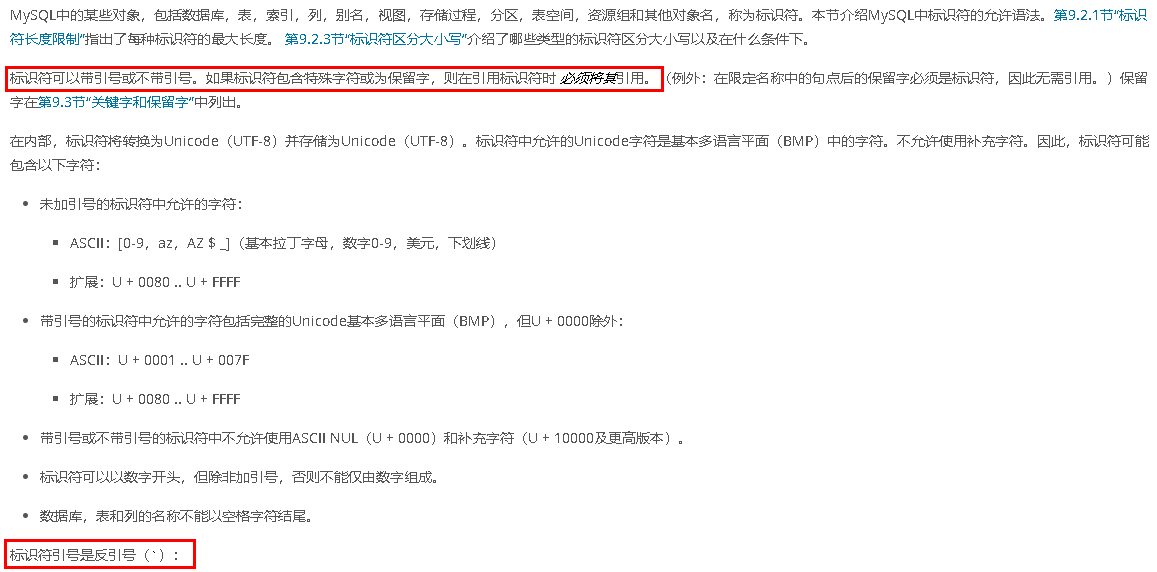 MySQL中的某些对象，包括数据库，表，索引，列，别名，视图，存储过程，分区，表空间，资源组和其他对象名，称为标识符。本节介绍MySQL中标识符的允许语法。第9.2.1节“标识
符长度限制”指出了每种标识符的最大长度。 第9.2.3节“标识符区分大小写”介绍了哪些类型的标识符区分大小写以及在什么条件下。
标识符可以带引号或不带引号。如果标识符包含特殊字符或为保留字，则在引用标识符时 必须将其引用。（例外：在限定名称中的句点后的保留字必须是标识符，因此无需引用。）保留
字在第9.3节“关键字和保留字”中列出。
在内部，标识符将转换为Unicode（UTF-8）并存储为Unicode（UTF-8）。标识符中允许的Unicode字符是基本多语言平面（BMP）中的字符。不允许使用补充字符。因此，标识符可能
包含以下字符：
• 未加引号的标识符中允许的字符：
▪ ASCII：[0-9，az，AZ $ _]（基本拉丁字母，数字0-9，美元，下划线）
▪ 扩展：U + 0080 .. U + FFFF
• 带引号的标识符中允许的字符包括完整的Unicode基本多语言平面（BMP），但U + 0000除外：
▪ ASCII：U + 0001 .. U + 007F
▪ 扩展：U + 0080 .. U + FFFF
• 带引号或不带引号的标识符中不允许使用ASCII NUL（U + 0000）和补充字符（U + 10000及更高版本）。
• 标识符可以以数字开头，但除非加引号，否则不能仅由数字组成。
• 数据库，表和列的名称不能以空格字符结尾。
标识符引号是反引号（`）：